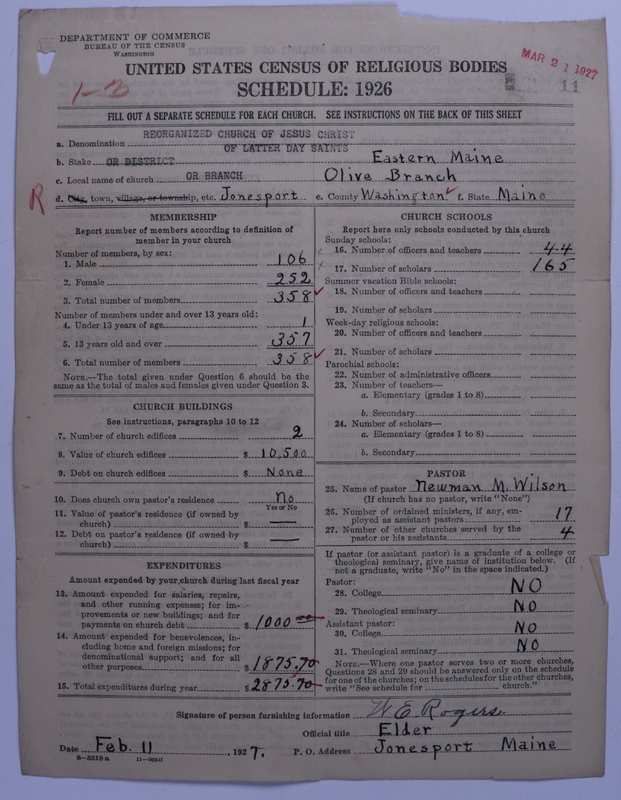 DEPARTMENT OF COMMERCE
BUREAU OF THE CENSUS
WASHINGTON
MAR 21 1927
11
1-B
UNITED STATES CENSUS OF RELIGIOUS BODIES
SCHEDULE: 1926
FILL OUT A SEPARATE SCHEDULE FOR EACH CHURCH. SEE INSTRUCTIONS ON THE BACK OF THIS SHEET
REORGANIZED CHURCH OF JESUS CHRIST
a. Denomination
OF LATTER DAY SAINTS
b. Stake OR DISTRICT Eastern Maine
c. Local name of church OR BRANCH Olive Branch
R
d. City, town, village, or township, etc. Jonesport e. County Washington f. State Maine
MEMBERSHIP
Report number of members according to definition of
member in your church
Number of members, by sex:
1. Male 106
2. Female 252
3. Total number of members 358
Number of members under and over 13 years old:
4. Under 13 years of age 1
5. 13 years old and over 357
6. Total number of members 358
NOTE.—The total given under Question 6 should be the
same as the total of males and females given under Question 3.
CHURCH BUILDINGS
See instructions, paragraphs 10 to 12
7. Number of church edifices 2
8. Value of church edifices $ 10,500
9. Debt on church edifices $ None
10. Does church own pastor's residence No
Yes or No
11. Value of pastor's residence (if owned by
church) $ —
12. Debt on pastor's residence (if owned by
church) $ —
EXPENDITURES
Amount expended by your church during last fiscal year
13. Amount expended for salaries, repairs,
and other running expenses; for im-
provements or new buildings; and for
payments on church debt $ 1000 00
14. Amount expended for benevolences, in-
cluding home and foreign missions; for
denominational support; and for all
other purposes $ 1875.70
15. Total expenditures during year $ 2875.70
CHURCH SCHOOLS
Report here only schools conducted by this church
Sunday schools:
16. Number of officers and teachers 44
17. Number of scholars 165
Summer vacation Bible schools:
18. Number of officers and teachers
19. Number of scholars
Week-day religious schools:
20. Number of officers and teachers
21. Number of scholars
Parochial schools:
22. Number of administrative officers
23. Number of teachers—
a. Elementary (grades 1 to 8)
b. Secondary
24. Number of scholars—
a. Elementary (grades 1 to 8)
b. Secondary
PASTOR
25. Name of pastor Newman M. Wilson
(If church has no pastor, write "None")
26. Number of ordained ministers, if any, em-
ployed as assistant pastors 17
27. Number of other churches served by the
pastor or his assistants 4
If pastor (or assistant pastor) is a graduate of a college or
theological seminary, give name of institution below. (If
not a graduate, write "No" in the space indicated.)
Pastor:
28. College NO
29. Theological seminary NO
Assistant pastor:
30. College NO
31. Theological seminary NO
NOTE.—Where one pastor serves two or more churches,
Questions 28 and 29 should be answered only on the schedule
for one of the churches; on the schedules for the other churches,
write "See schedule for church."
Signature of person furnishing information W. E. Rogers
Official title Elder
Date Feb. 11, 1927. P. O. Address Jonesport Maine
8-5318a 11-